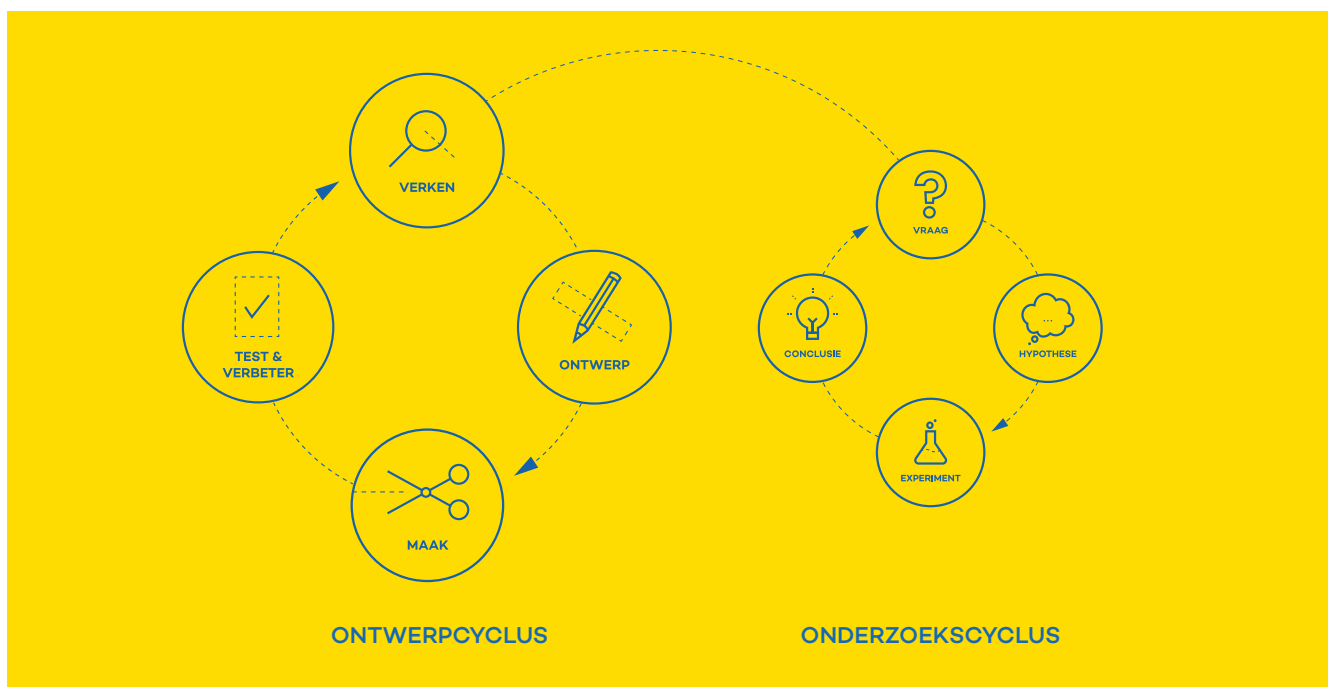 VERKEN
ONTWERP
MAAK
TEST &
VERBETER
VRAAG
HYPOTHESE
EXPERIMENT
CONCLUSIE
ONTWERPCYCLUS
ONDERZOEKSCYCLUS